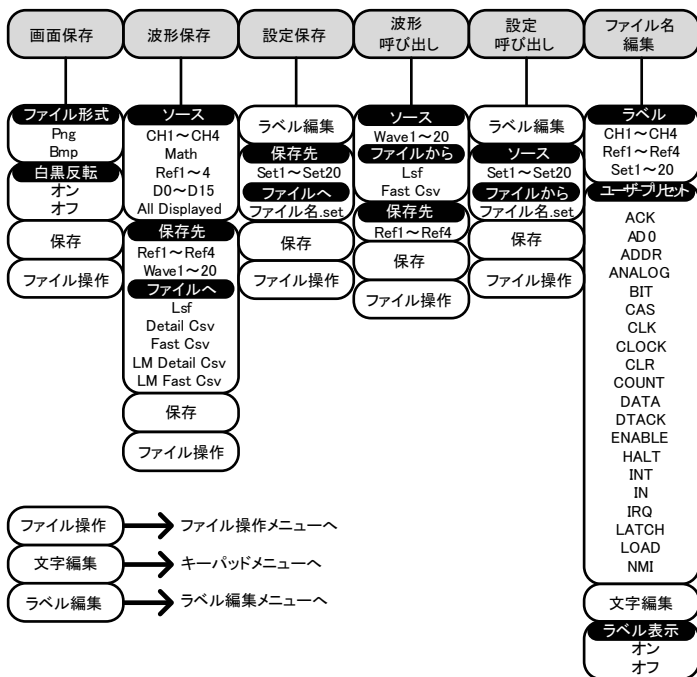 画面保存
波形保存
設定保存
波形
呼び出し
設定
呼び出し
ファイル名
編集
ファイル形式
Png
Bmp
白黒反転
オン
オフ
保存
ファイル操作
ソース
CH1～CH4
Math
Ref1～4
D0～D15
All Displayed
保存先
Ref1～Ref4
Wave1～20
ファイルへ
Lsf
Detail Csv
Fast Csv
LM Detail Csv
LM Fast Csv
保存
ファイル操作
ラベル編集
保存先
Set1～Set20
ファイルへ
ファイル名.set
保存
ファイル操作
ソース
Wave1～20
ファイルから
Lsf
Fast Csv
保存先
Ref1～Ref4
保存
ファイル操作
ラベル編集
ソース
Set1～Set20
ファイルから
ファイル名.set
保存
ファイル操作
ラベル
CH1～CH4
Ref1～Ref4
Set1～20
ユーザプリセット
ACK
AD0
ADDR
ANALOG
BIT
CAS
CLK
CLOCK
CLR
COUNT
DATA
DTACK
ENABLE
HALT
INT
IN
IRQ
LATCH
LOAD
NMI
文字編集
ラベル表示
オン
オフ
ファイル操作 ファイル操作メニューへ
文字編集 キーパッドメニューへ
ラベル編集 ラベル編集メニューへ